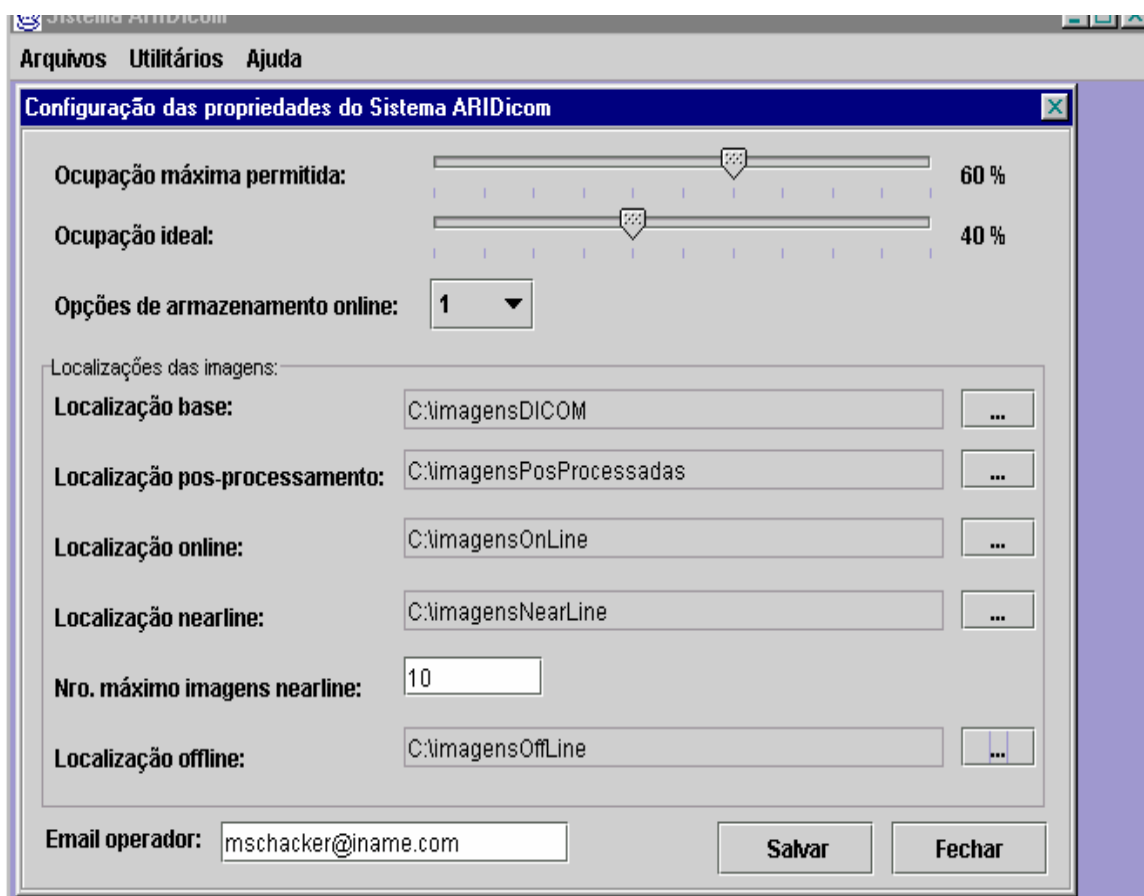 Sistema ARIDicom
Arquivos Utilitários Ajuda
Configuração das propriedades do Sistema ARIDicom
Ocupação máxima permitida: 60 %
Ocupação ideal: 40 %
Opções de armazenamento online: 1
Localizações das imagens:
Localização base: C:\imagensDICOM ...
Localização pos-processamento: C:\imagensPosProcessadas ...
Localização online: C:\imagensOnLine ...
Localização nearline: C:\imagensNearLine ...
Nro. máximo imagens nearline: 10
Localização offline: C:\imagensOffLine ...
Email operador: mschacker@iname.com Salvar Fechar